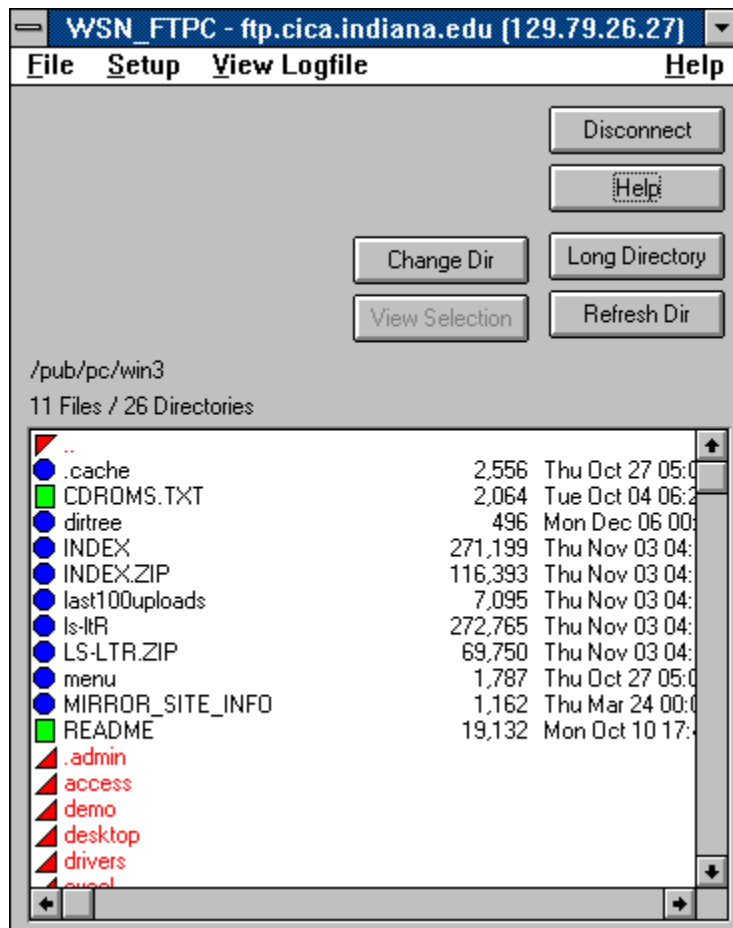 WSN_FTPC - ftp.cica.indiana.edu (129.79.26.27)
File Setup View Logfile Help
Disconnect
Help
Change Dir Long Directory
View Selection Refresh Dir
/pub/pc/win3
11 Files / 26 Directories
..
.cache 2,556 Thu Oct 27 05:
CDROMS.TXT 2,064 Tue Oct 04 06:2
dirtree 496 Mon Dec 06 00:
INDEX 271,199 Thu Nov 03 04:
INDEX.ZIP 116,393 Thu Nov 03 04:
last100uploads 7,095 Thu Nov 03 04:
ls-ltR 272,765 Thu Nov 03 04:
LS-LTR.ZIP 69,750 Thu Nov 03 04:
menu 1,787 Thu Oct 27 05:
MIRROR_SITE_INFO 1,162 Thu Mar 24 00:
README 19,132 Mon Oct 10 17:
.admin
access
demo
desktop
drivers